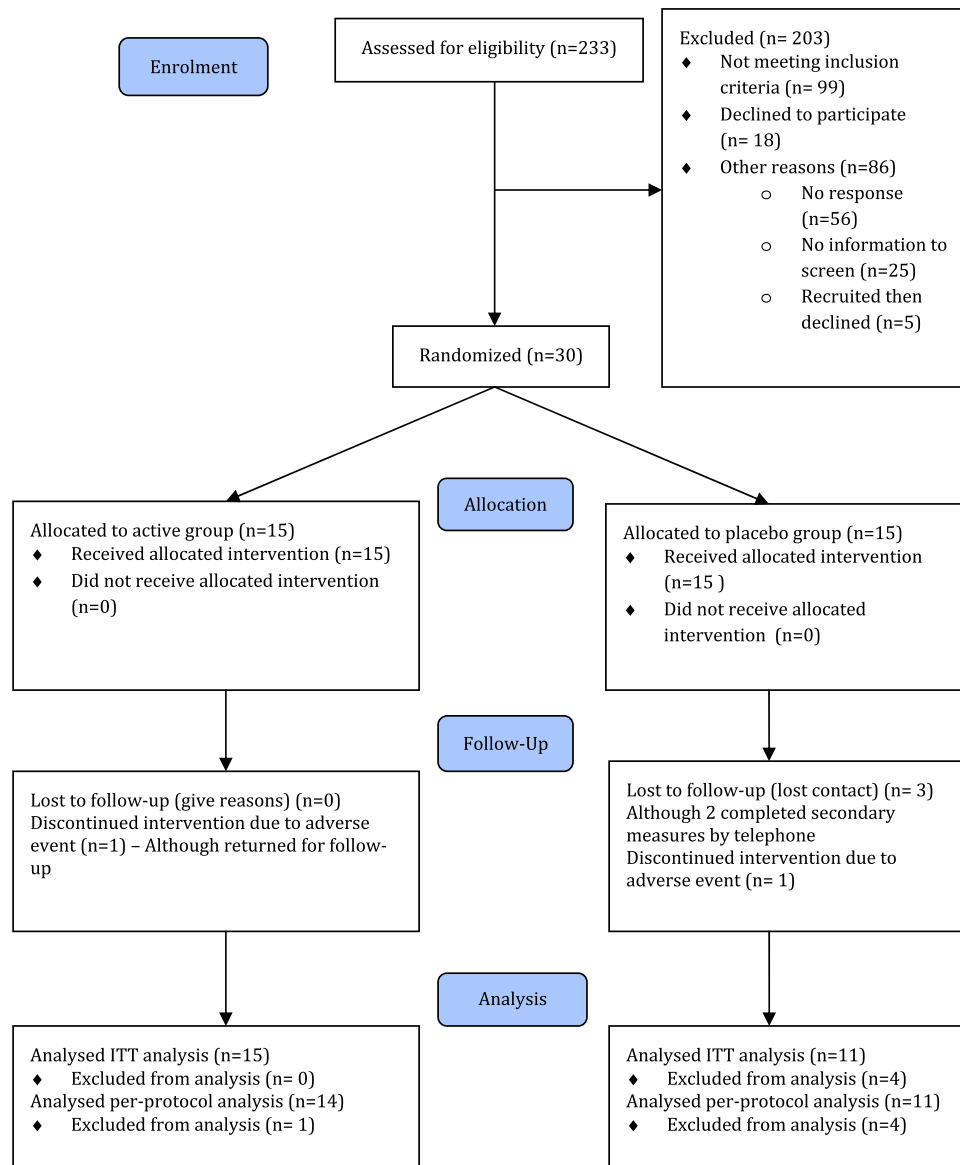 Enrolment
Assessed for eligibility (n=233)
Excluded (n= 203)
♦ Not meeting inclusion
criteria (n= 99)
♦ Declined to participate
(n= 18)
♦ Other reasons (n=86)
o No response
(n=56)
o No information to
screen (n=25)
o Recruited then
declined (n=5)
Randomized (n=30)
Allocation
Allocated to active group (n=15)
♦ Received allocated intervention (n=15)
♦ Did not receive allocated intervention
(n=0)
Allocated to placebo group (n=15)
♦ Received allocated intervention
(n=15 )
♦ Did not receive allocated
intervention (n=0)
Follow-Up
Lost to follow-up (give reasons) (n=0)
Discontinued intervention due to adverse
event (n=1) – Although returned for follow-
up
Lost to follow-up (lost contact) (n= 3)
Although 2 completed secondary
measures by telephone
Discontinued intervention due to
adverse event (n= 1)
Analysis
Analysed ITT analysis (n=15)
♦ Excluded from analysis (n= 0)
Analysed per-protocol analysis (n=14)
♦ Excluded from analysis (n= 1)
Analysed ITT analysis (n=11)
♦ Excluded from analysis (n=4)
Analysed per-protocol analysis (n=11)
♦ Excluded from analysis (n=4)